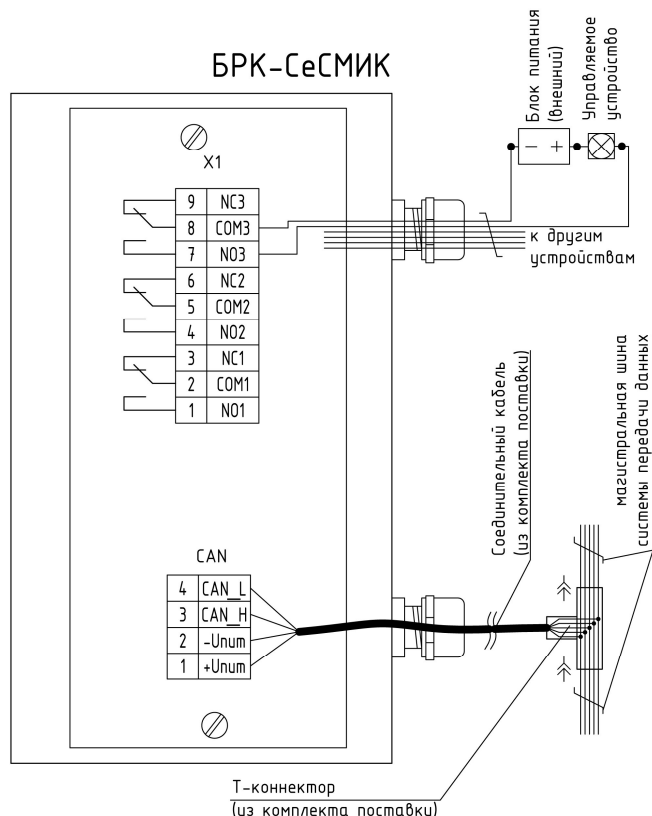 БРК-СеСМИК
Блок питания
(внешний)
Управляемое
устройство
- +
X1
9 NC3
8 COM3
7 NO3
6 NC2
5 COM2
4 NO2
3 NC1
2 COM1
1 NO1
к другим
устройствам
Соединительный кабель
(из комплекта поставки)
магистральная шина
системы передачи данных
CAN
4 CAN_L
3 CAN_H
2 -Uпит
1 +Uпит
Т-коннектор
(из комплекта поставки)